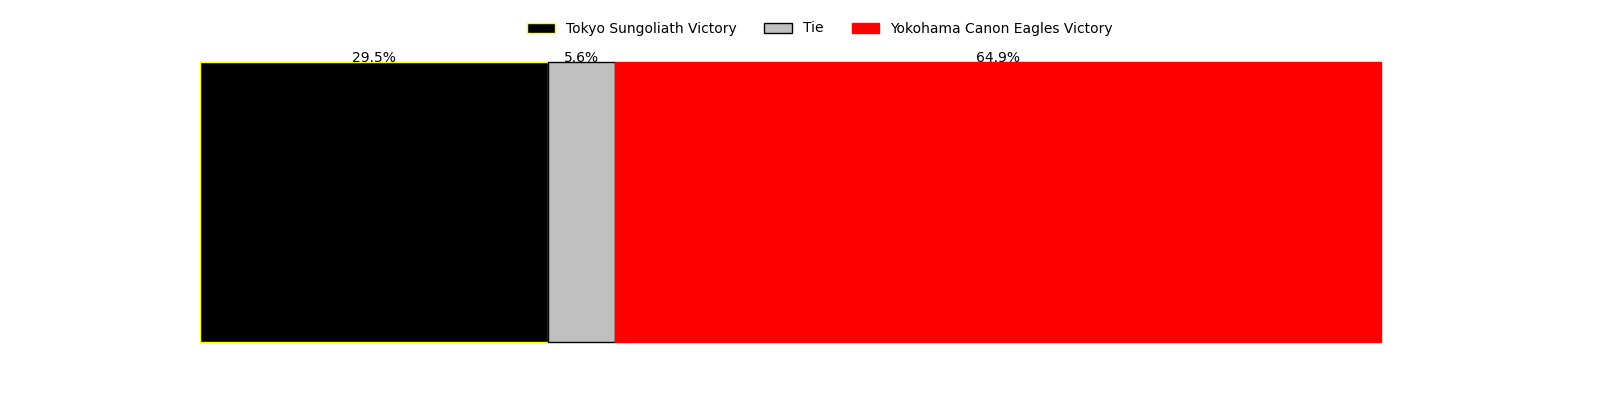 Tokyo Sungoliath Victory Tie Yokohama Canon Eagles Victory
29.5% 5.6% 64.9%